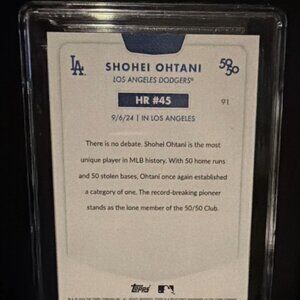 LA
SHOHEI OHTANI
50/50
LOS ANGELES DODGERS®
HR #45
91
9/6/24 | IN LOS ANGELES
There is no debate. Shohei Ohtani is the most
unique player in MLB history. With 50 home runs
and 50 stolen bases, Ohtani once again established
a category of one. The record-breaking pioneer
stands as the lone member of the 50/50 Club.
Topps